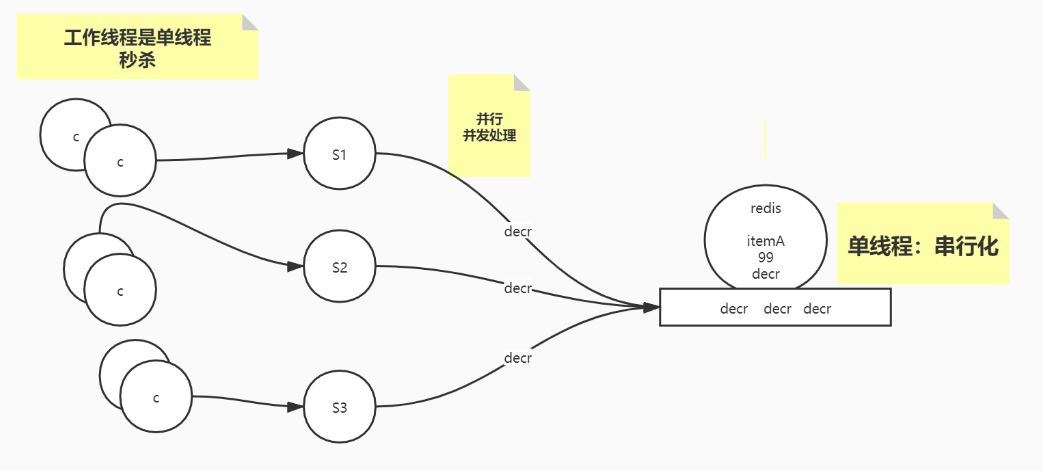 工作线程是单线程
秒杀
并行
并发处理
c
c
S1
decr
redis
itemA
99
decr
单线程：串行化
c
S2
decr
decr decr decr
decr
c
S3